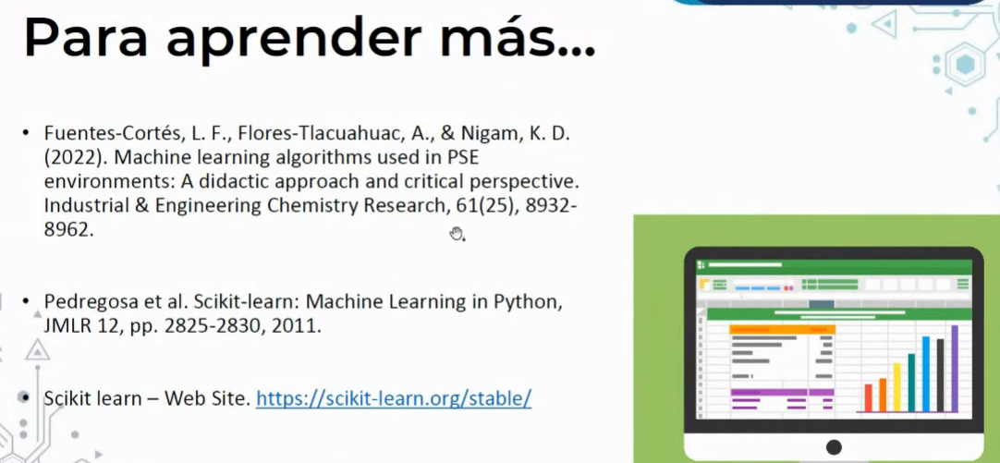 Para aprender más...
• Fuentes-Cortés, L. F., Flores-Tlacuahuac, A., & Nigam, K. D.
(2022). Machine learning algorithms used in PSE
environments: A didactic approach and critical perspective.
Industrial & Engineering Chemistry Research, 61(25), 8932-
8962.
• Pedregosa et al. Scikit-learn: Machine Learning in Python,
JMLR 12, pp. 2825-2830, 2011.
• Scikit learn – Web Site. https://scikit-learn.org/stable/